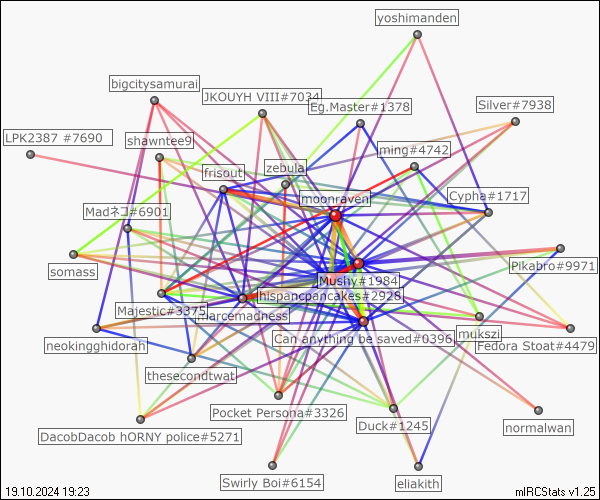 yoshimanden
bigcitysamurai
JKOUYH VIII#7034
Eg.Master#1378
Silver#7938
LPK2387 #7690
shawntee9
ming#4742
frisout
zebula
moonraven
Cypha#1717
Madネコ#6901
somass
Mushy#1984
Pikabro#9971
hispancpancakes#2928
Majestic#3375
larcemadness
neokingghidorah
Can anything be saved#0396
mukszi
Fedora Stoat#4479
thesecondtwat
Pocket Persona#3326
Duck#1245
normalwan
DacobDacob hORNY police#5271
Swirly Boi#6154
eliakith
19.10.2024 19:23
mIRCStats v1.25